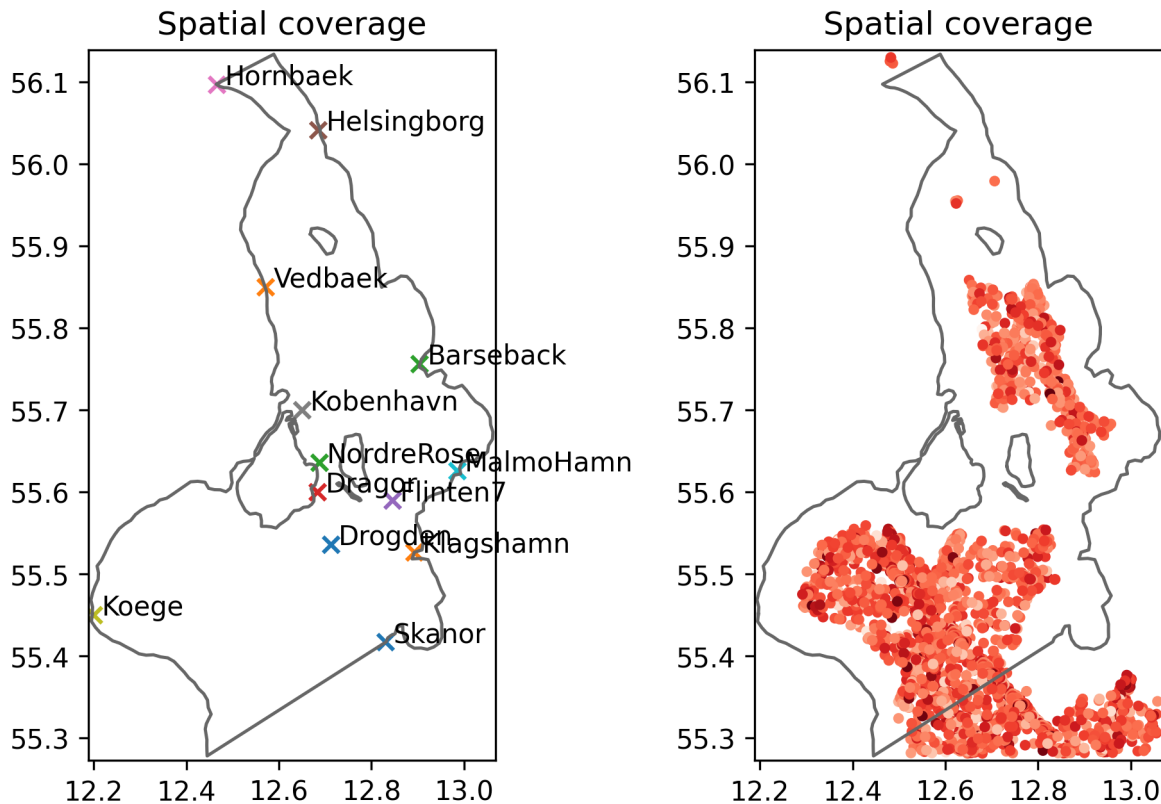 Spatial coverage
56.1
56.0
55.9
55.8
55.7
55.6
55.5
55.4
55.3
12.2 12.4 12.6 12.8 13.0
Hornbaek
Helsingborg
Vedbaek
Barseback
Kobenhavn
NordreRose
MalmoHamn
Dragor
Flinten7
Drogden
Klagshamn
Koege
Skanor
Spatial coverage
56.1
56.0
55.9
55.8
55.7
55.6
55.5
55.4
55.3
12.2 12.4 12.6 12.8 13.0